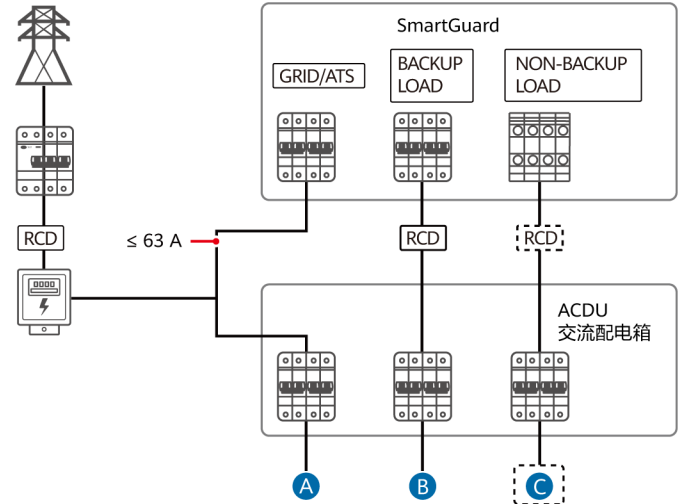 SmartGuard
GRID/ATS
BACKUP
LOAD
NON-BACKUP
LOAD
RCD
≤ 63 A
RCD
RCD
ACDU
交流配电箱
A
B
C